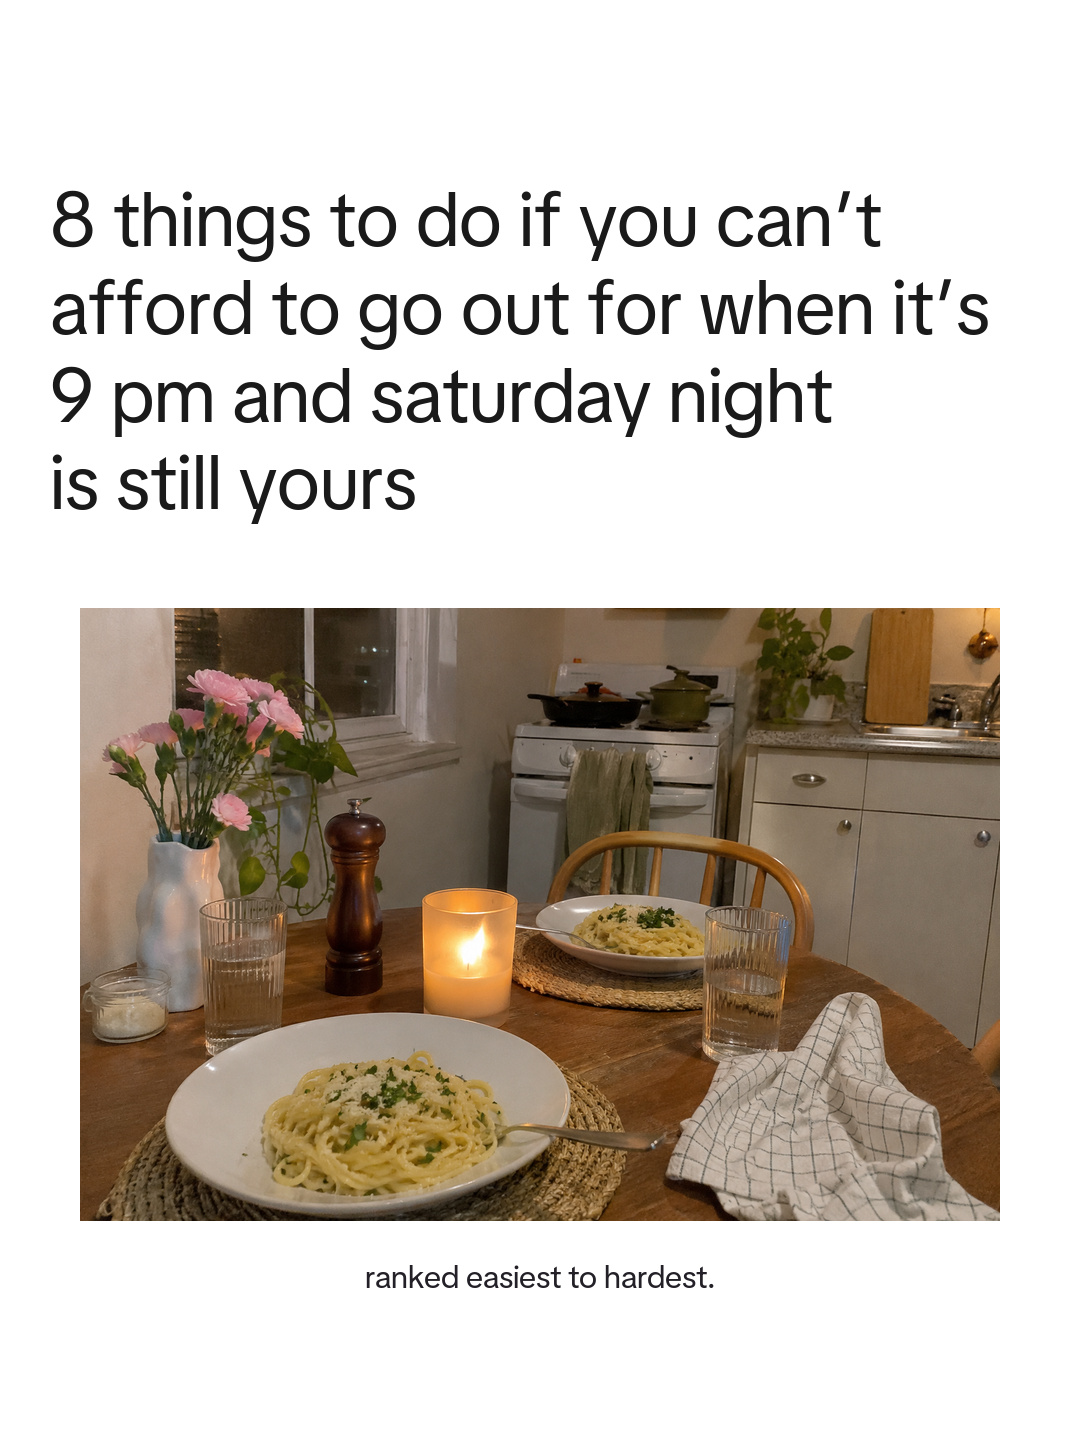 8 things to do if you can’t
afford to go out for when it’s
9 pm and saturday night
is still yours
ranked easiest to hardest.